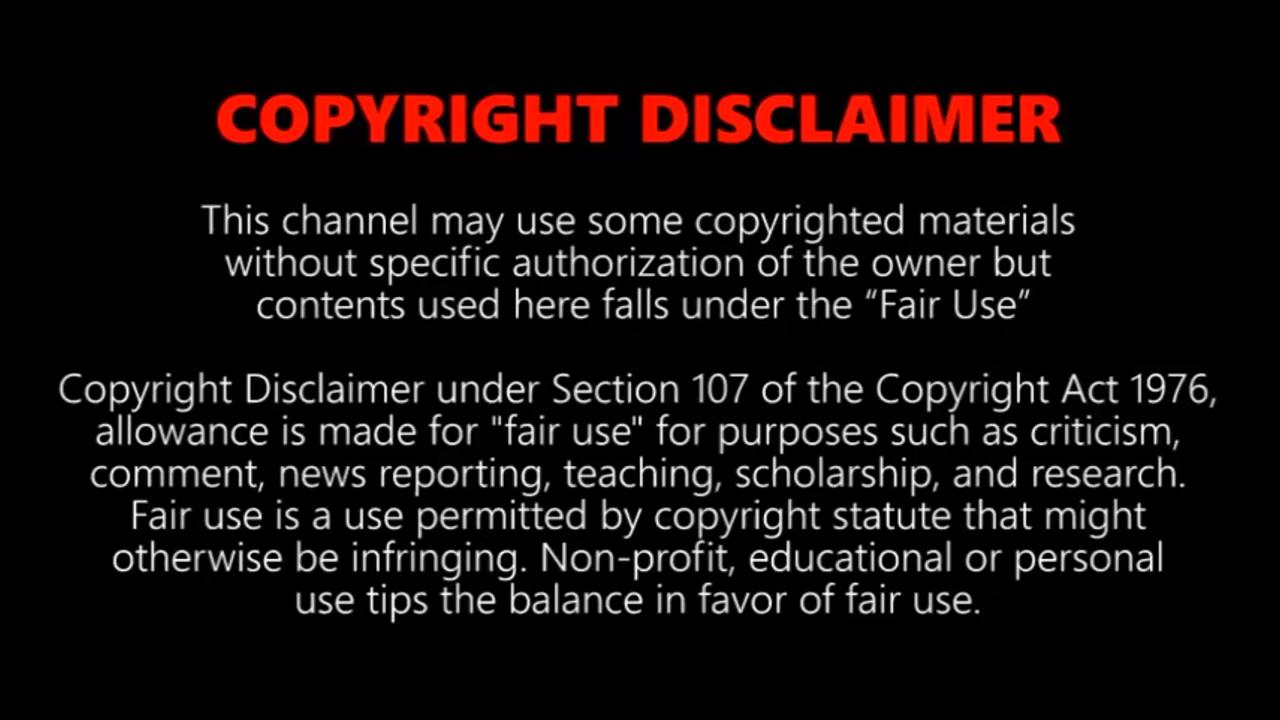 COPYRIGHT DISCLAIMER
This channel may use some copyrighted materials
without specific authorization of the owner but
contents used here falls under the “Fair Use”
Copyright Disclaimer under Section 107 of the Copyright Act 1976,
allowance is made for "fair use" for purposes such as criticism,
comment, news reporting, teaching, scholarship, and research.
Fair use is a use permitted by copyright statute that might
otherwise be infringing. Non-profit, educational or personal
use tips the balance in favor of fair use.